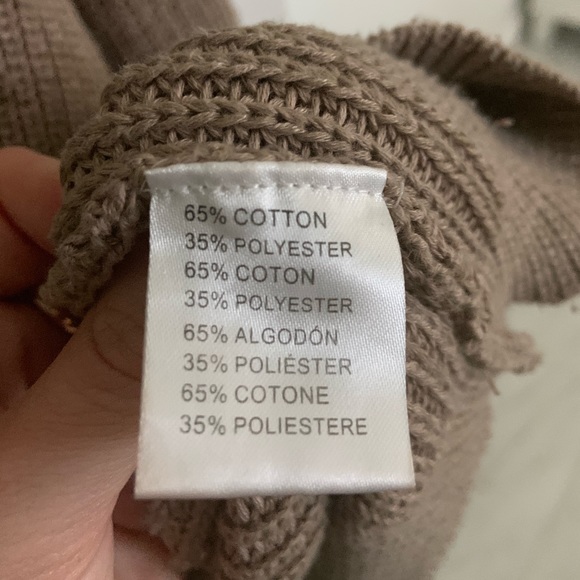 65% COTTON
35% POLYESTER
65% COTON
35% POLYESTER
65% ALGODÓN
35% POLIÉSTER
65% COTONE
35% POLIESTERE